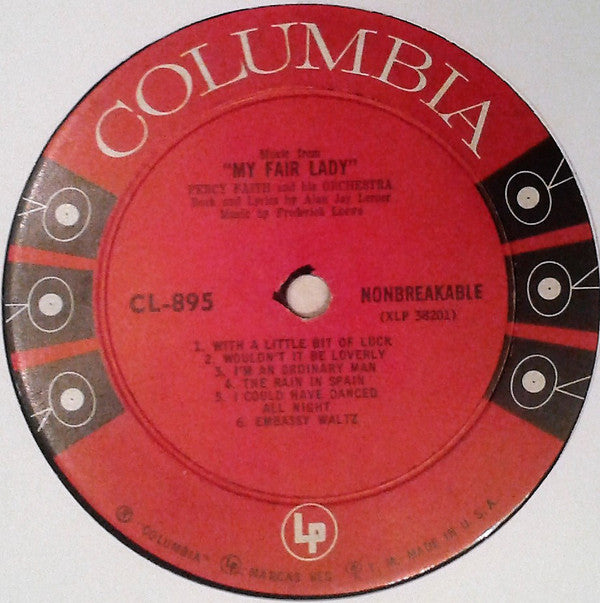 COLUMBIA
Music from
"MY FAIR LADY"
PERCY FAITH and his ORCHESTRA
Book and Lyrics by Alan Jay Lerner
Music by Frederick Loewe
CL-895
NONBREAKABLE
(XLP 38201)
1. WITH A LITTLE BIT OF LUCK
2. WOULDN'T IT BE LOVERLY
3. I'M AN ORDINARY MAN
4. THE RAIN IN SPAIN
5. I COULD HAVE DANCED
ALL NIGHT
6. EMBASSY WALTZ
LP
® "COLUMBIA" LP MARCAS REG. T. M. MADE IN U. S. A.